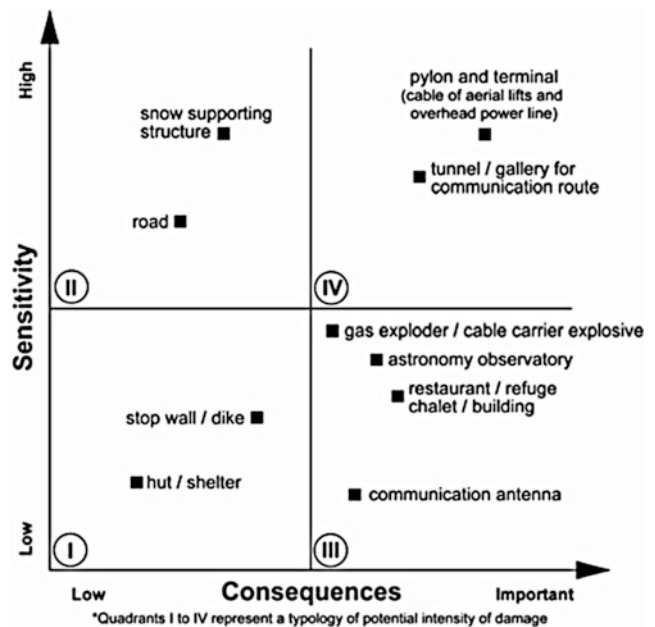 High
pylon and terminal
(cable of aerial lifts and
overhead power line)
snow supporting
structure
tunnel / gallery for
communication route
road
II
IV
Sensitivity
gas exploder / cable carrier explosive
astronomy observatory
restaurant / refuge
chalet / building
stop wall / dike
hut / shelter
communication antenna
Low
I
III
Low
Consequences
Important
*Quadrants I to IV represent a typology of potential intensity of damage